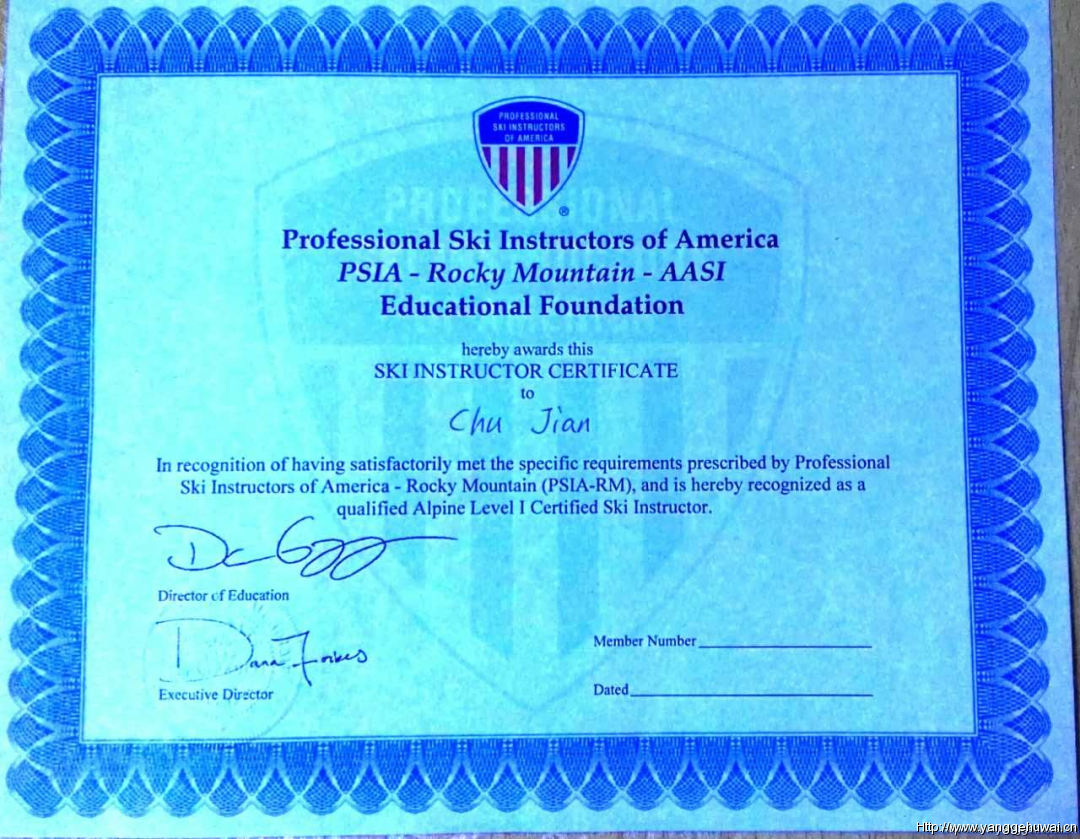 PROFESSIONAL
SKI INSTRUCTORS
OF AMERICA
®
Professional Ski Instructors of America
PSIA - Rocky Mountain - AASI
Educational Foundation
hereby awards this
SKI INSTRUCTOR CERTIFICATE
to
Chu Jian
In recognition of having satisfactorily met the specific requirements prescribed by Professional
Ski Instructors of America - Rocky Mountain (PSIA-RM), and is hereby recognized as a
qualified Alpine Level I Certified Ski Instructor.
Director of Education
Dana Forbes
Executive Director
Member Number
Dated
Http://www.yanggehuwai.cn